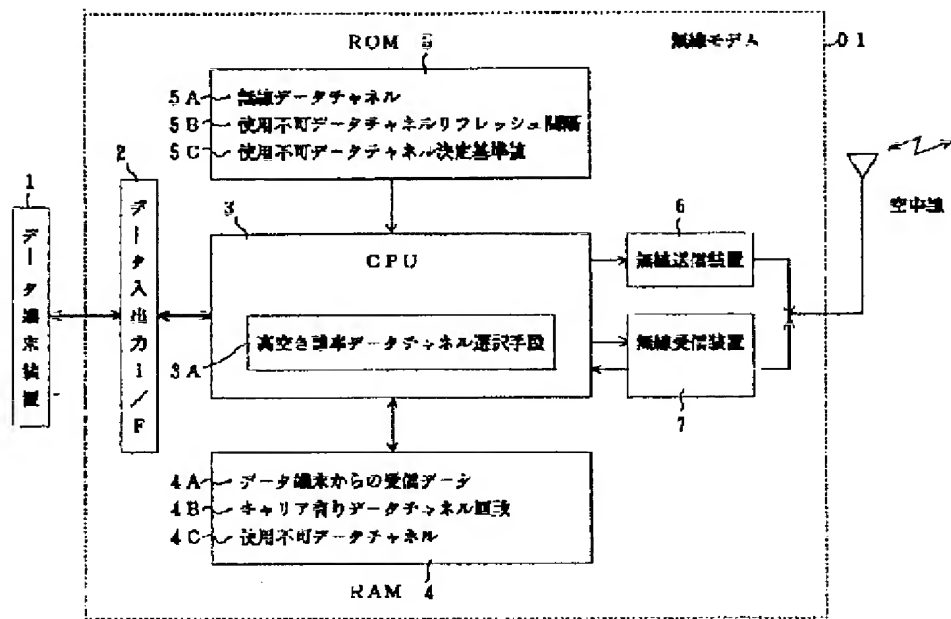 ROM 5
無線モデム
01
5A 無線データチャネル
5B 使用不可データチャネルリフレッシュ間隔
5C 使用不可データチャネル決定基準値
1
データ端末装置
2
データ入出力I/F
3
CPU
3A 高空き確率データチャネル選択手段
6
無線送信装置
無線受信装置
7
空中線
4A データ端末からの受信データ
4B キャリア有りデータチャネル回数
4C 使用不可データチャネル
RAM 4